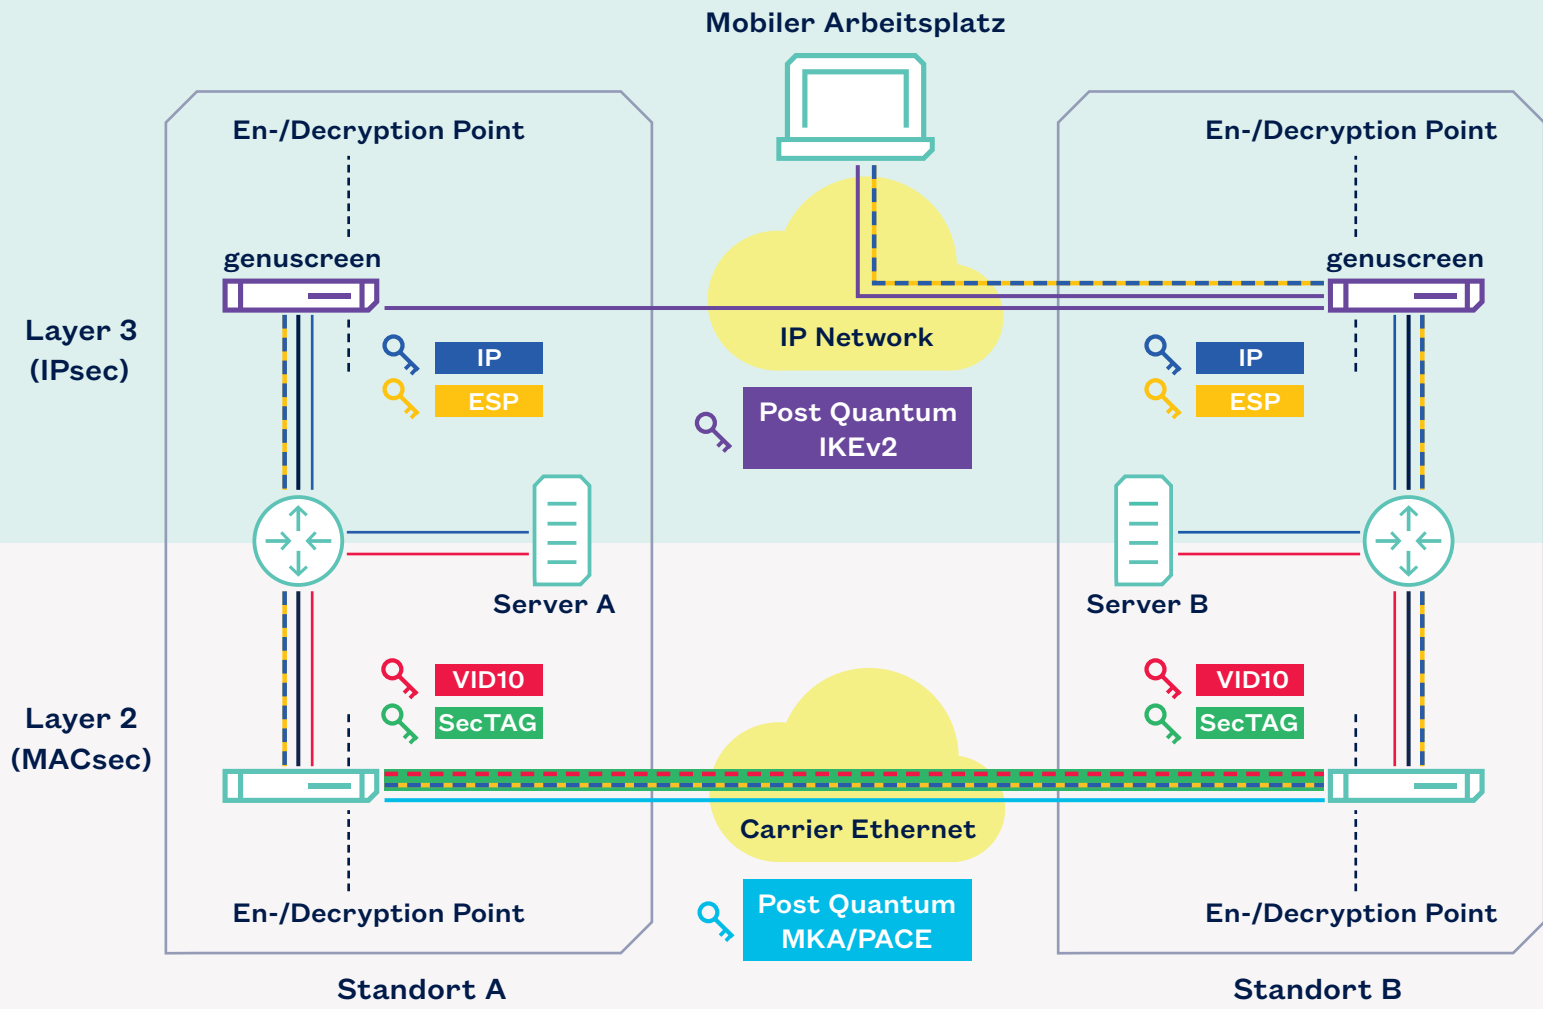 Mobiler Arbeitsplatz
En-/Decryption Point
En-/Decryption Point
genuscreen
genuscreen
Layer 3
(IPsec)
IP
ESP
IP Network
IP
ESP
Post Quantum
IKEv2
Server A
Server B
Layer 2
(MACsec)
VID10
SecTAG
VID10
SecTAG
Carrier Ethernet
En-/Decryption Point
Post Quantum
MKA/PACE
En-/Decryption Point
Standort A
Standort B